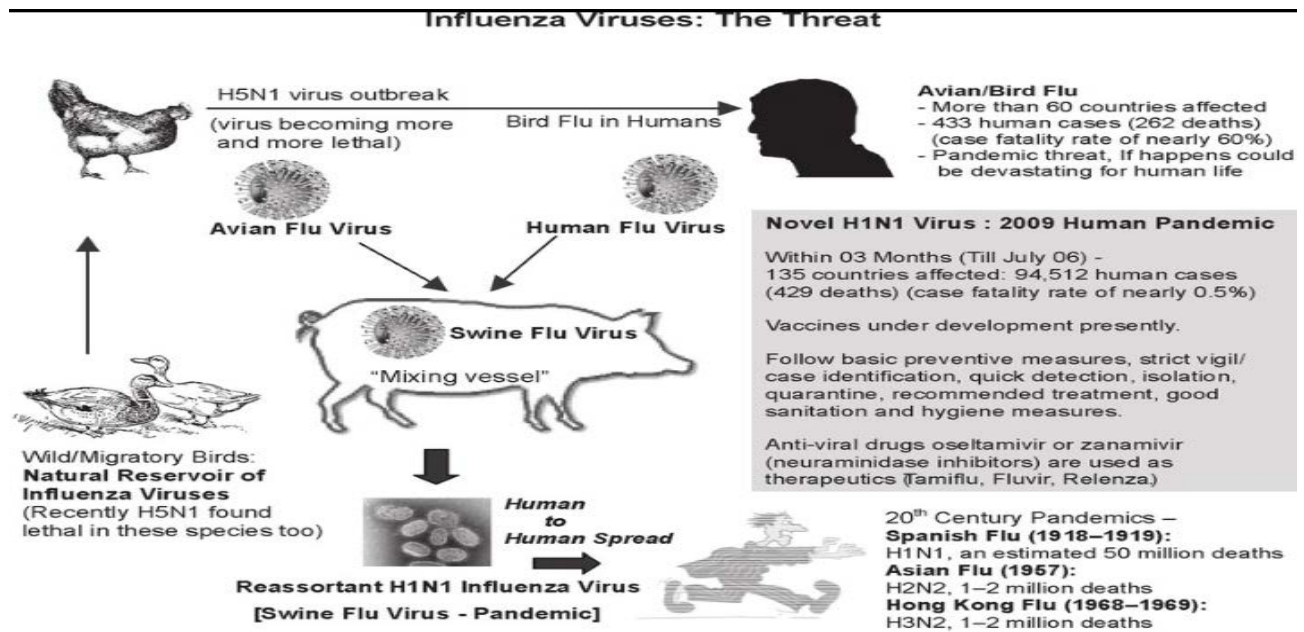 Influenza Viruses: The Threat
H5N1 virus outbreak
(virus becoming more
and more lethal)
Bird Flu in Humans
Avian/Bird Flu
- More than 60 countries affected
- 433 human cases (262 deaths)
(case fatality rate of nearly 60%)
- Pandemic threat, If happens could
be devastating for human life
Avian Flu Virus
Human Flu Virus
Swine Flu Virus
“Mixing vessel”
Novel H1N1 Virus : 2009 Human Pandemic
Within 03 Months (Till July 06) -
135 countries affected: 94,512 human cases
(429 deaths) (case fatality rate of nearly 0.5%)
Vaccines under development presently.
Follow basic preventive measures, strict vigil/
case identification, quick detection, isolation,
quarantine, recommended treatment, good
sanitation and hygiene measures.
Anti-viral drugs oseltamivir or zanamivir
(neuraminidase inhibitors) are used as
therapeutics (Tamiflu, Fluvir, Relenza.)
Wild/Migratory Birds:
Natural Reservoir of
Influenza Viruses
(Recently H5N1 found
lethal in these species too)
Human
to
Human Spread
Reassortant H1N1 Influenza Virus
[Swine Flu Virus - Pandemic]
20th Century Pandemics –
Spanish Flu (1918–1919):
H1N1, an estimated 50 million deaths
Asian Flu (1957):
H2N2, 1–2 million deaths
Hong Kong Flu (1968–1969):
H3N2, 1–2 million deaths